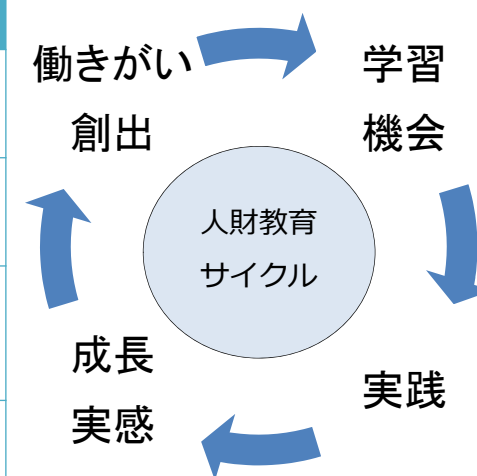 働きがい
創出
学習
機会
人財教育
サイクル
実践
成長
実感